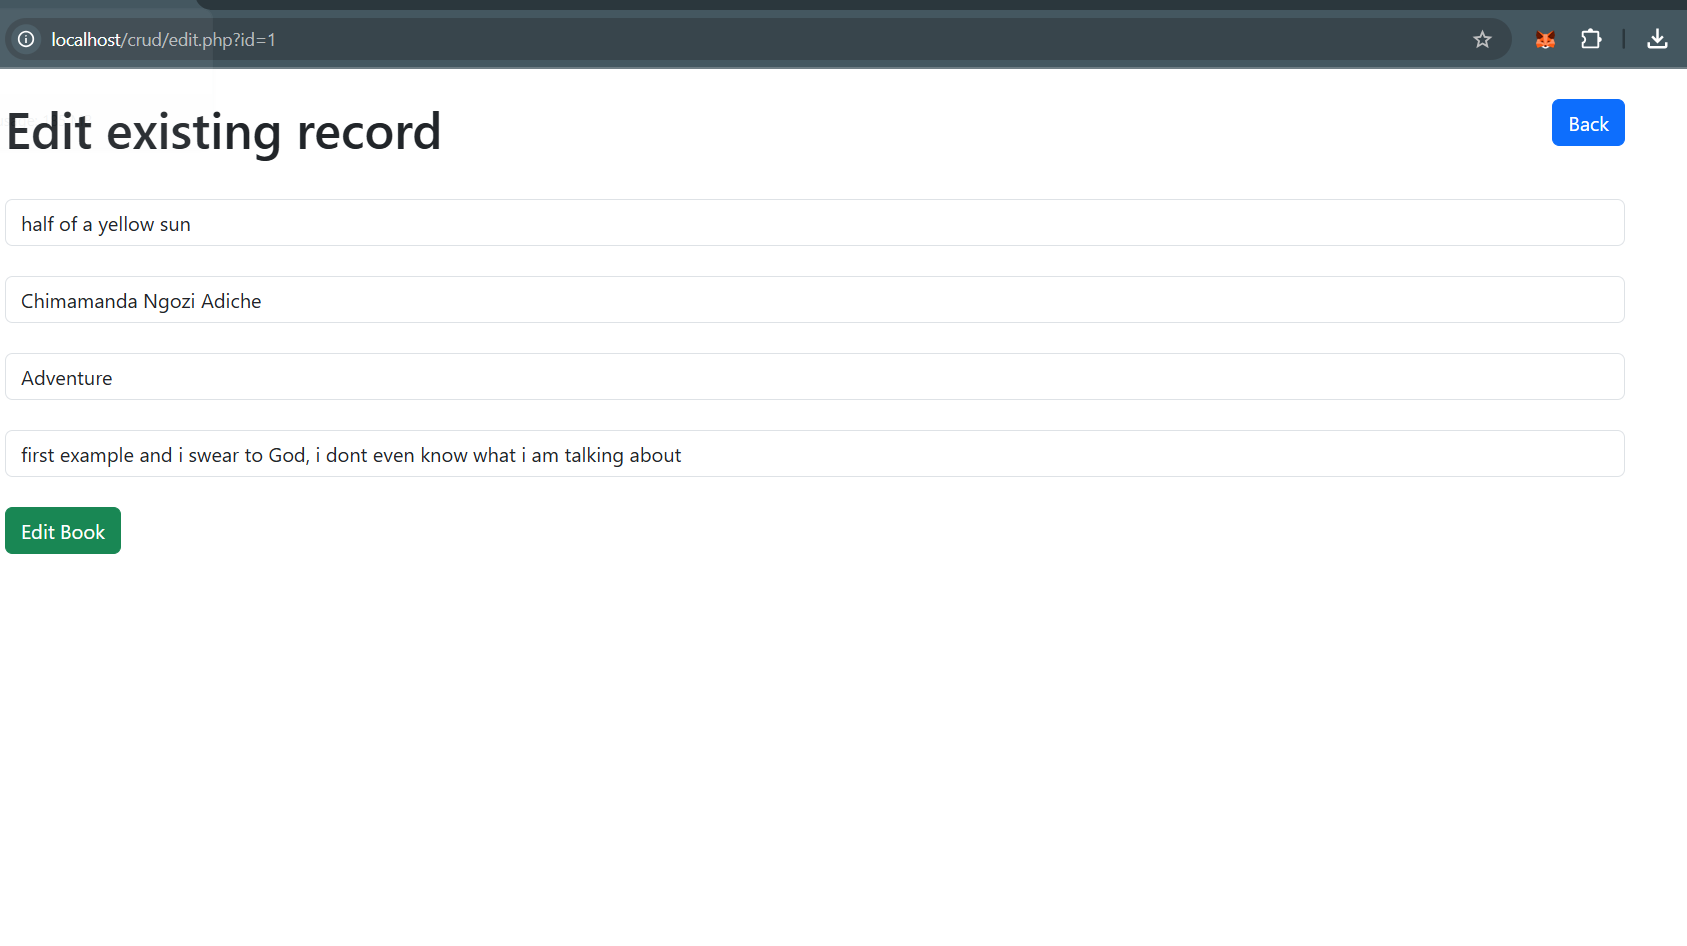 localhost/crud/edit.php?id=1
Edit existing record
Back
half of a yellow sun
Chimamanda Ngozi Adiche
Adventure
first example and i swear to God, i dont even know what i am talking about
Edit Book